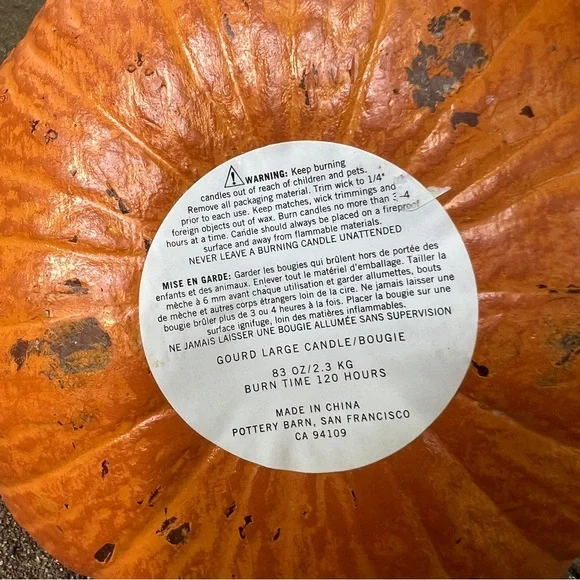 WARNING: Keep burning
candles out of reach of children and pets.
Remove all packaging material. Trim wick to 1/4"
prior to each use. Keep matches, wick trimmings and
foreign objects out of wax. Burn candles no more than 3-4
hours at a time. Candle should always be placed on a fireproof
surface and away from flammable materials.
NEVER LEAVE A BURNING CANDLE UNATTENDED
MISE EN GARDE: Garder les bougies qui brûlent hors de portée des
enfants et des animaux. Enlever tout le matériel d'emballage. Tailler la
mèche à 6 mm avant chaque utilisation et garder allumettes, bouts
de mèche et autres corps étrangers loin de la cire. Ne jamais laisser une
bougie brûler plus de 3 ou 4 heures à la fois. Placer la bougie sur une
surface ignifuge, loin des matières inflammables.
NE JAMAIS LAISSER UNE BOUGIE ALLUMÉE SANS SUPERVISION
GOURD LARGE CANDLE/BOUGIE
83 OZ/2.3 KG
BURN TIME 120 HOURS
MADE IN CHINA
POTTERY BARN, SAN FRANCISCO
CA 94109